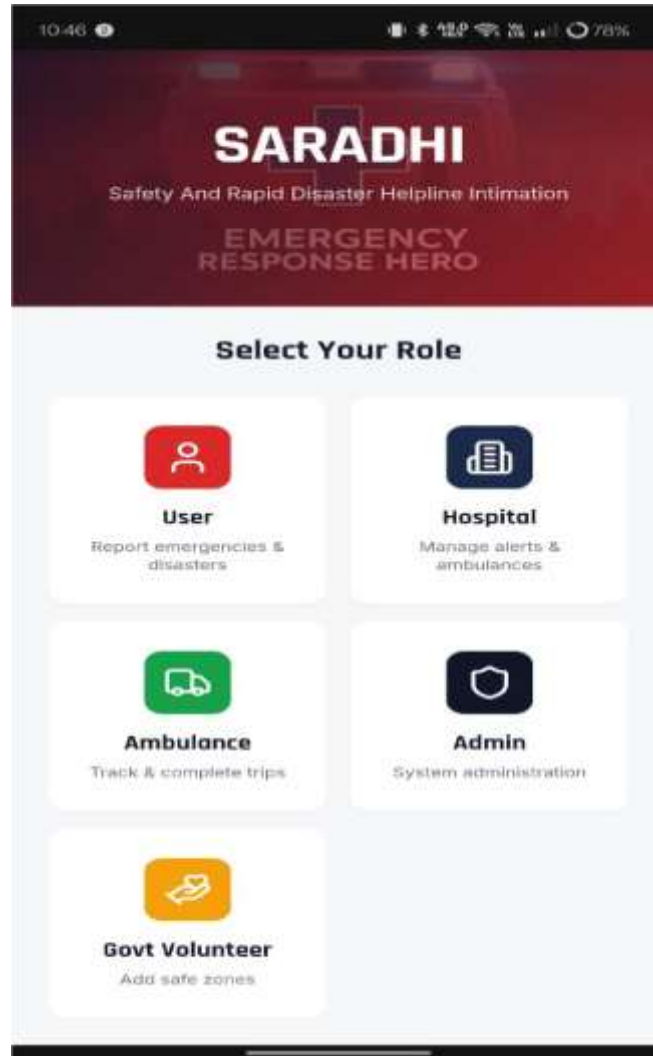 10:46
78%
SARADHI
Safety And Rapid Disaster Helpline Intimation
EMERGENCY
RESPONSE HERO
Select Your Role
User
Report emergencies &
disasters
Hospital
Manage alerts &
ambulances
Ambulance
Track & complete trips
Admin
System administration
Govt Volunteer
Add safe zones